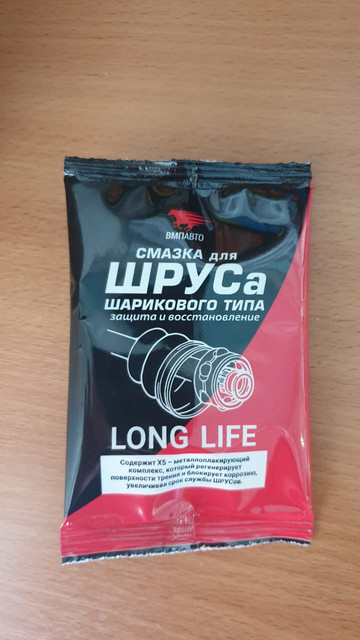 ВМПАВТО
СМАЗКА для
ШРУСа
ШАРИКОВОГО ТИПА
защита и восстановление
LONG LIFE
Содержит X5 – металлоплакирующий
комплекс, который регенерирует
поверхности трения и блокирует коррозию,
увеличивая срок службы ШРУСов.